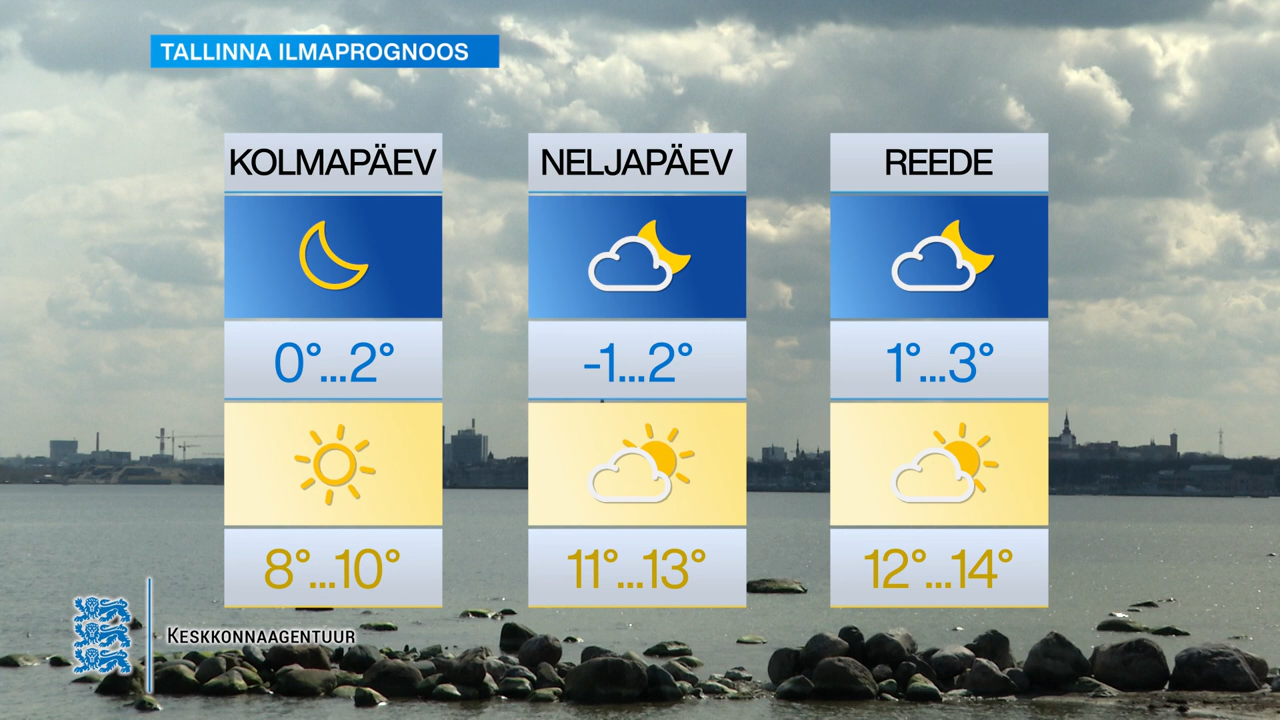 TALLINNA ILMAPROGNOOS
KOLMAPÄEV
0°...2°
8°...10°
NELJAPÄEV
-1...2°
11°...13°
REEDE
1°...3°
12°...14°
KESKKONNAAGENTUUR